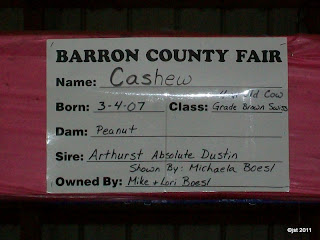 BARRON COUNTY FAIR
Name: Cashew
Old Cow
Born: 3-4-07 Class: Grade Brown Swiss
Dam: Peanut
Sire: Arthurst Absolute Dustin
Shown By: Michaela Boesl
Owned By: Mike + Lori Boesl
©jst 2011